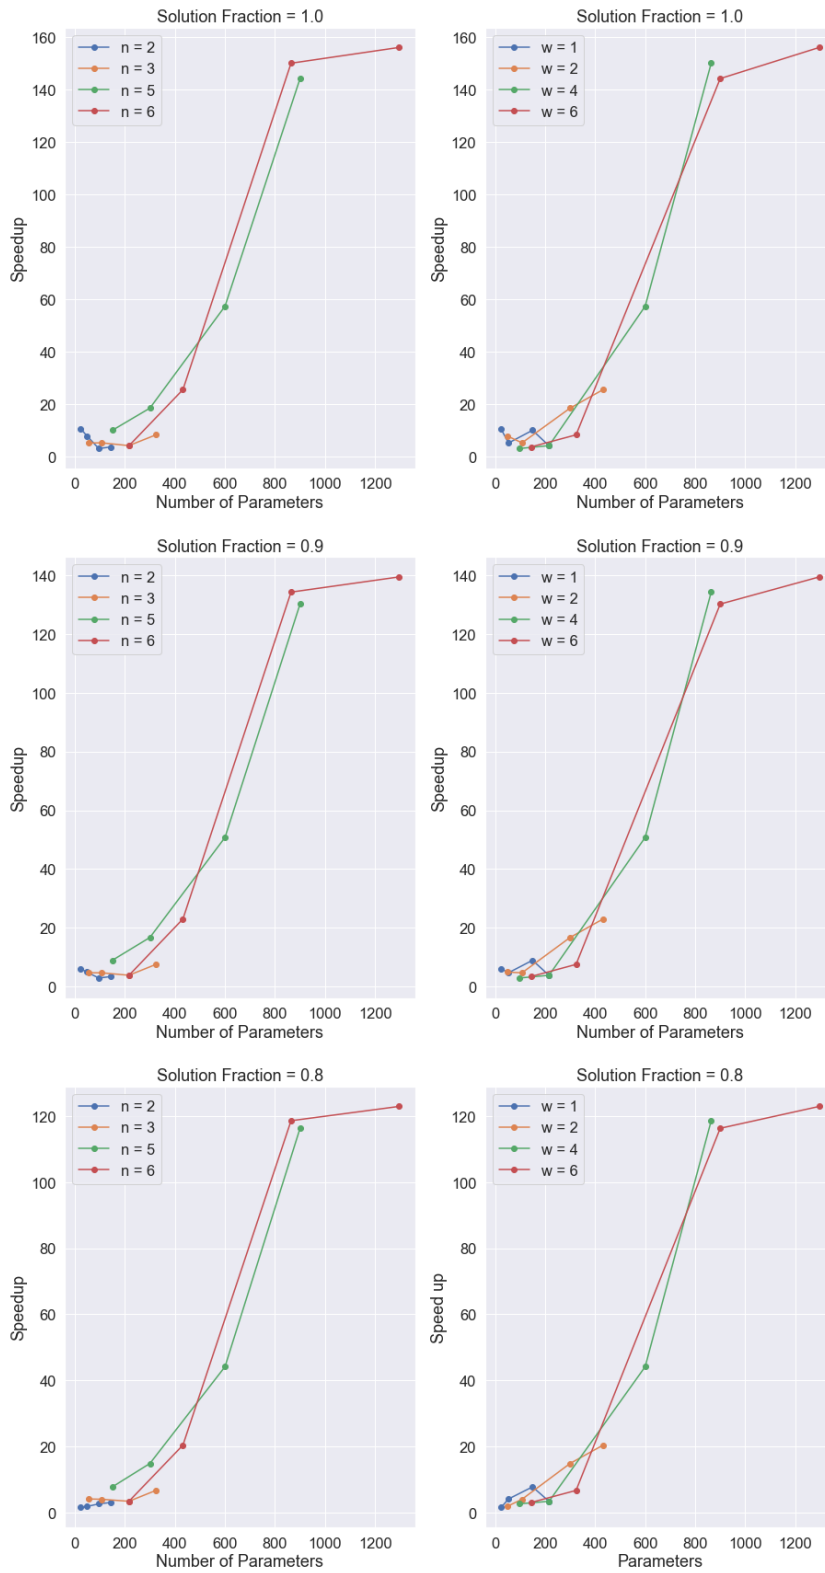 Solution Fraction = 1.0
160
140
120
100
80
60
40
20
0
Speedup
n = 2
n = 3
n = 5
n = 6
0 200 400 600 800 1000 1200
Number of Parameters
Solution Fraction = 1.0
160
140
120
100
80
60
40
20
0
Speedup
w = 1
w = 2
w = 4
w = 6
0 200 400 600 800 1000 1200
Number of Parameters
Solution Fraction = 0.9
140
120
100
80
60
40
20
0
Speedup
n = 2
n = 3
n = 5
n = 6
0 200 400 600 800 1000 1200
Number of Parameters
Solution Fraction = 0.9
140
120
100
80
60
40
20
0
Speedup
w = 1
w = 2
w = 4
w = 6
0 200 400 600 800 1000 1200
Number of Parameters
Solution Fraction = 0.8
120
100
80
60
40
20
0
Speedup
n = 2
n = 3
n = 5
n = 6
0 200 400 600 800 1000 1200
Number of Parameters
Solution Fraction = 0.8
120
100
80
60
40
20
0
Speed up
w = 1
w = 2
w = 4
w = 6
0 200 400 600 800 1000 1200
Parameters